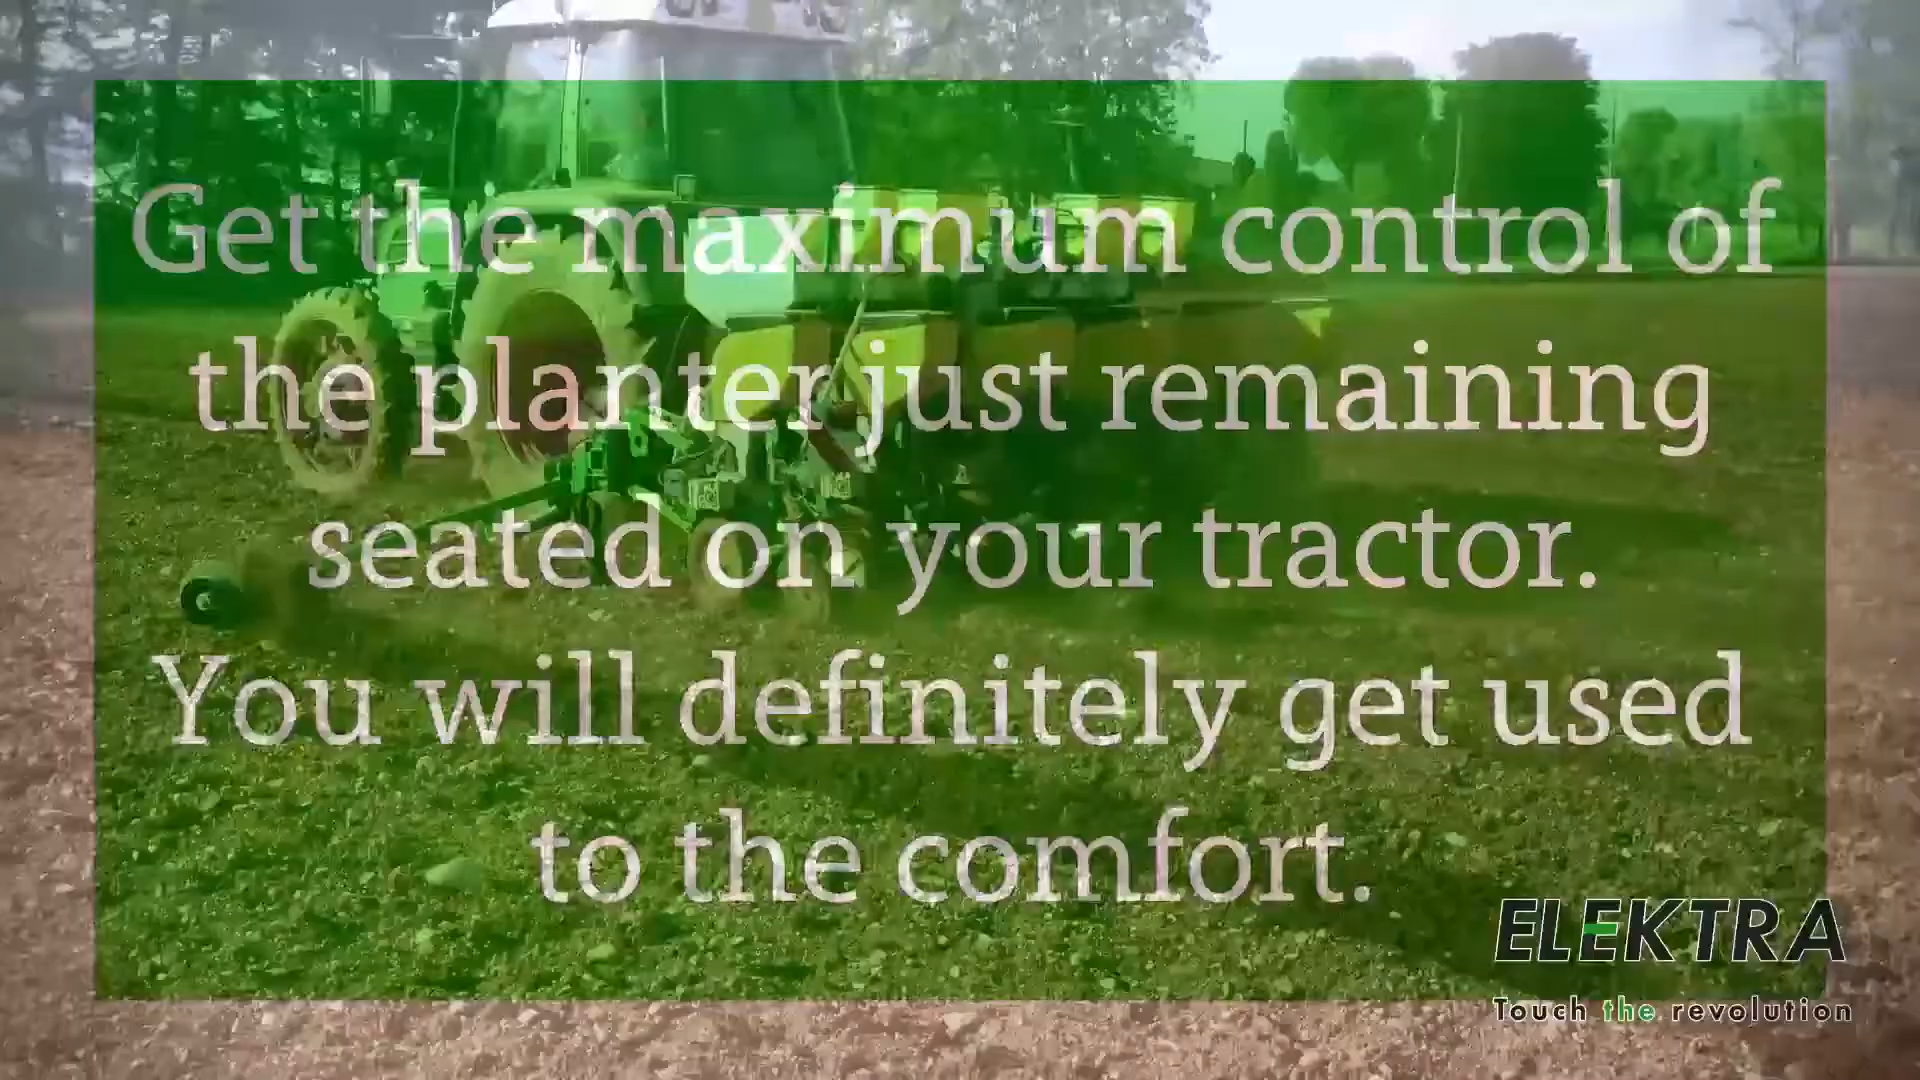 Get the maximum control of
the planter just remaining
seated on your tractor.
You will definitely get used
to the comfort.
ELEKTRA
Touch the revolution